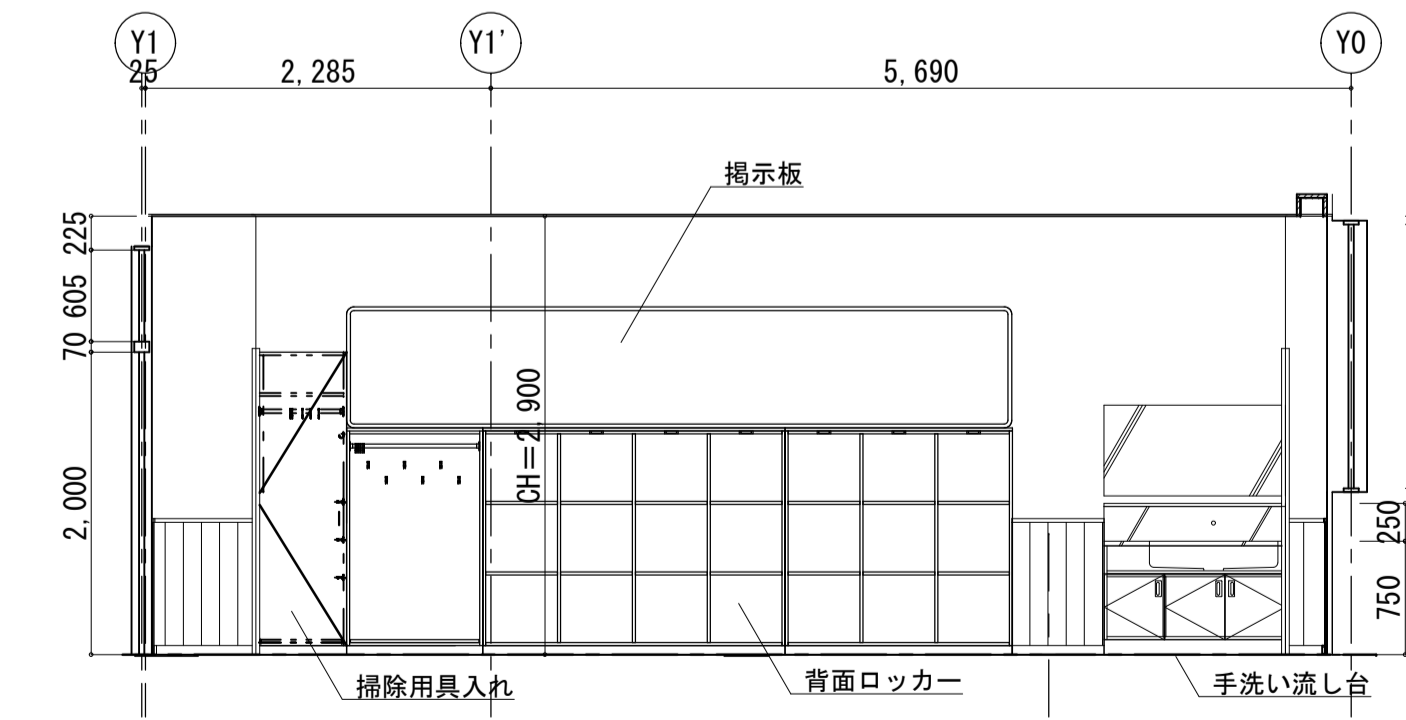 Y1
Y1'
Y0
25
2,285
5,690
掲示板
225
605
70
2,000
CH=2,900
250
750
掃除用具入れ
背面ロッカー
手洗い流し台